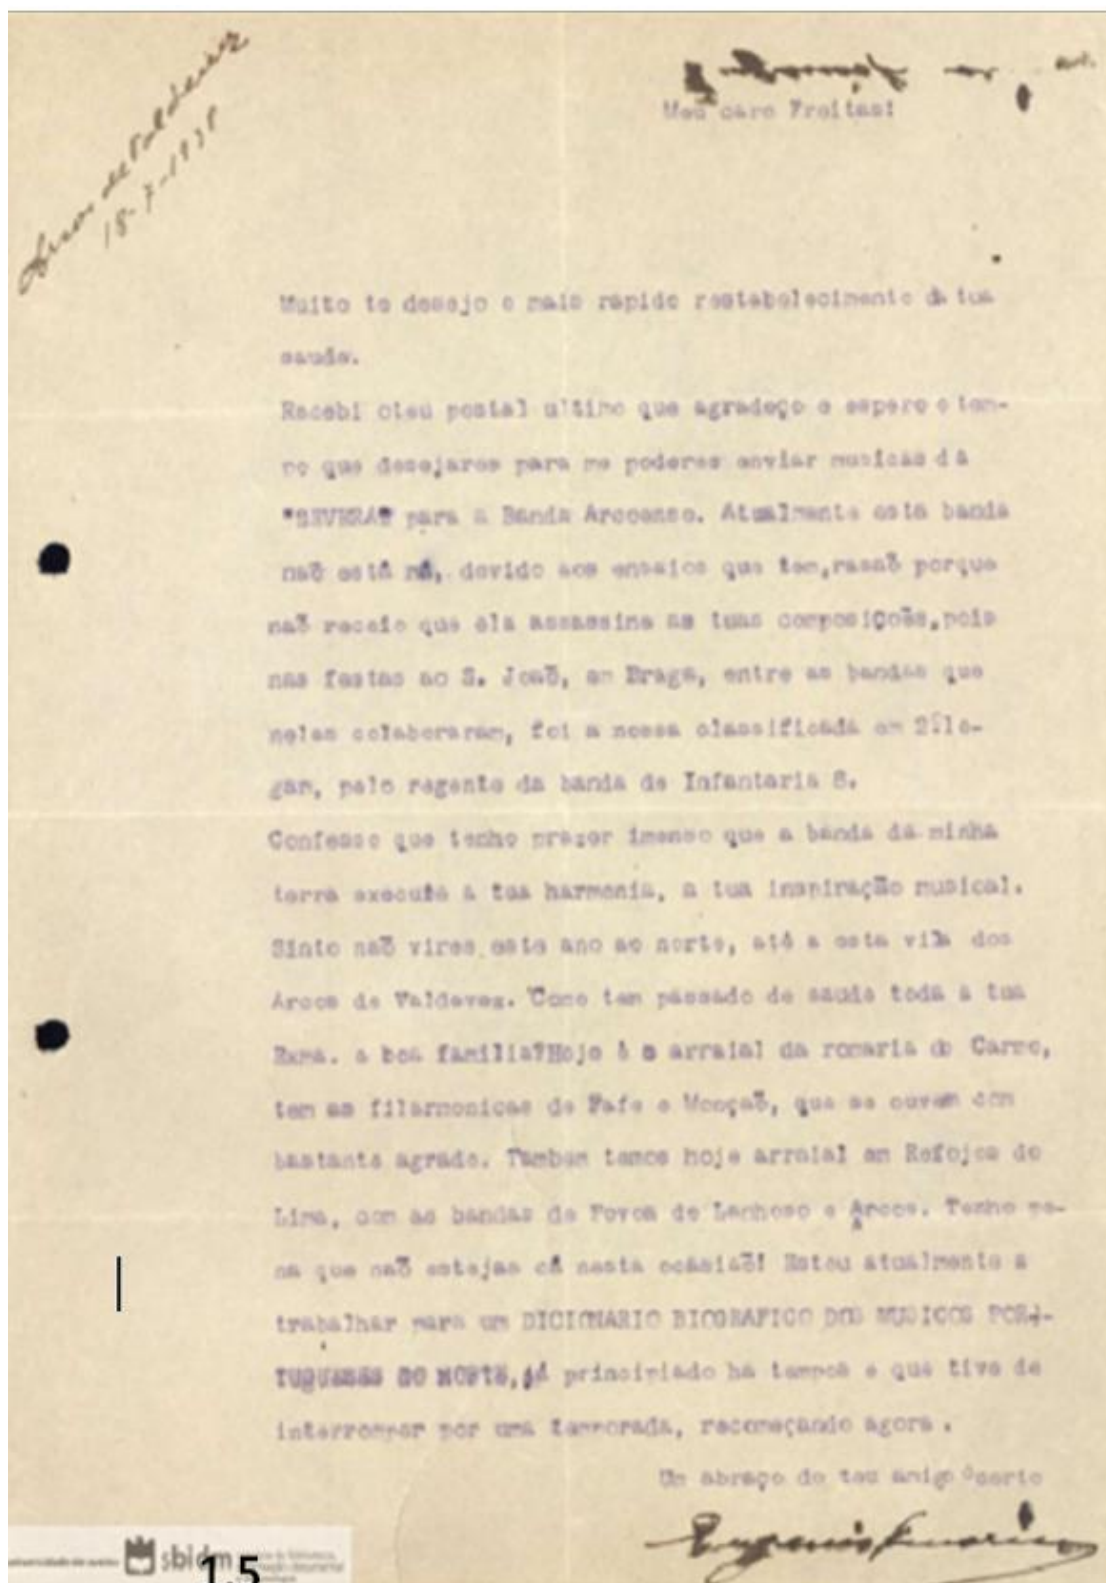 Arcos de Valdevez
18-7-1938
Meu caro Freitas:
Muito te desejo o mais rapido restabelecimento da tua
saude.
Recebi oteu postal ultimo que agradeço e espero o tem-
po que desejares para me poderes enviar musicas da
"SEVERA" para a Banda Arcoense. Atualmente esta banda
naõ está má, devido aos ensaios que tem,rasaõ porque
naõ receio que ela assassine as tuas composiçoẽs,pois
nas festas ao S. Joaõ, em Braga, entre as bandas que
nelas colaboraram, foi a nossa classificada em 2º.lo-
gar, pelo regente da banda de Infantaria 8.
Confesso que tenho prazer imenso que a banda da minha
terra execute a tua harmonia, a tua inspiração musical.
Sinto naõ vires este ano ao norte, até a esta vila dos
Arcos de Valdevez. Como tem passado de saude toda a tua
Exma. e boa familia?Hoje é o arraial da romaria do Carmo,
tem as filarmonicas de Fafe e Monçaõ, que se ouvem com
bastante agrado. Tambem temos hoje arraial em Refojos do
Lima, com as bandas de Povoa de Lanhoso e Arcos. Tenho pe-
na que naõ estejas cá nesta ocasiaõ! Estou atualmente a
trabalhar para um DICIONARIO BIOGRAFICO DOS MUSICOS POR-
TUGUESES DO NORTE,já principiado ha tempos e que tive de
interromper por uma temporada, recomeçando agora.
Um abraço do teu amigo certo
sbidm
1.5